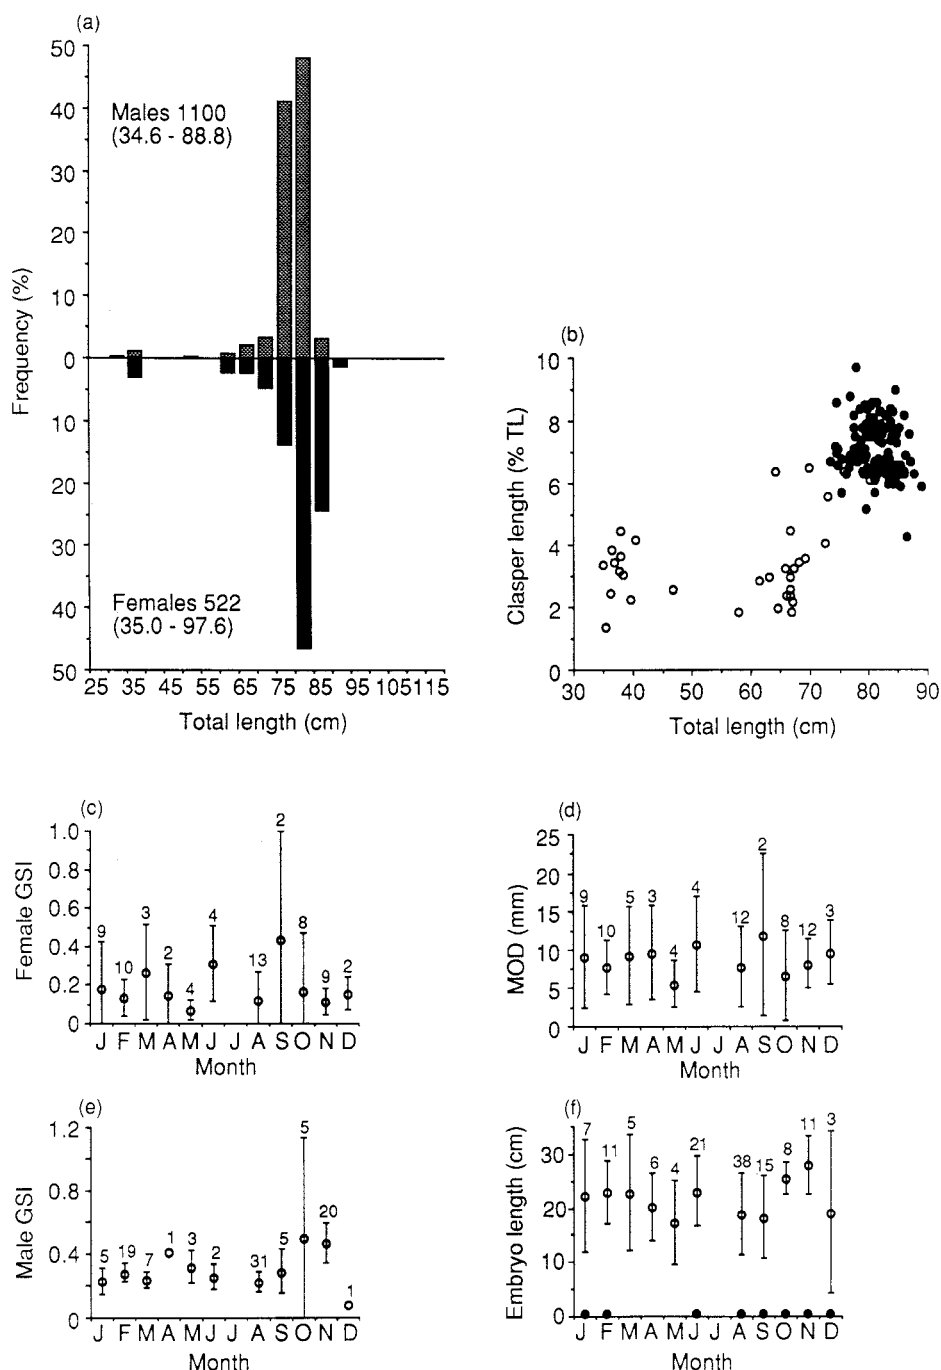 (a)
50
40
30
20
10
0
10
20
30
40
50
Frequency (%)
Males 1100
(34.6 - 88.8)
Females 522
(35.0 - 97.6)
25 35 45 55 65 75 85 95 105 115
Total length (cm)
(b)
10
8
6
4
2
0
Clasper length (% TL)
30 40 50 60 70 80 90
Total length (cm)
(c)
1.0
0.8
0.6
0.4
0.2
0
Female GSI
9 10 3 2 4 4 13 2 8 9 2
J F M A M J J A S O N D
Month
(d)
25
20
15
10
5
0
MOD (mm)
9 10 5 3 4 4 12 2 8 12 3
J F M A M J J A S O N D
Month
(e)
1.2
0.8
0.4
0
Male GSI
5 19 7 1 3 2 31 5 5 20 1
J F M A M J J A S O N D
Month
(f)
30
20
10
0
Embryo length (cm)
7 11 5 6 4 21 38 15 8 11 3
J F M A M J J A S O N D
Month